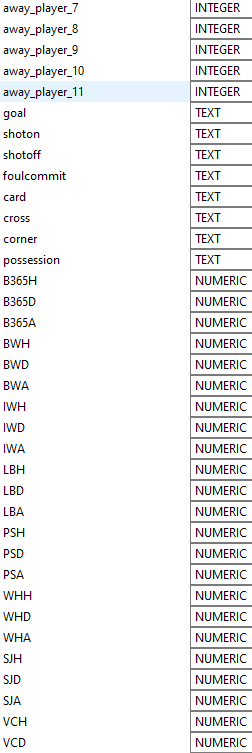 away_player_7 INTEGER
away_player_8 INTEGER
away_player_9 INTEGER
away_player_10 INTEGER
away_player_11 INTEGER
goal TEXT
shoton TEXT
shotoff TEXT
foulcommit TEXT
card TEXT
cross TEXT
corner TEXT
possession TEXT
B365H NUMERIC
B365D NUMERIC
B365A NUMERIC
BWH NUMERIC
BWD NUMERIC
BWA NUMERIC
IWH NUMERIC
IWD NUMERIC
IWA NUMERIC
LBH NUMERIC
LBD NUMERIC
LBA NUMERIC
PSH NUMERIC
PSD NUMERIC
PSA NUMERIC
WHH NUMERIC
WHD NUMERIC
WHA NUMERIC
SJH NUMERIC
SJD NUMERIC
SJA NUMERIC
VCH NUMERIC
VCD NUMERIC